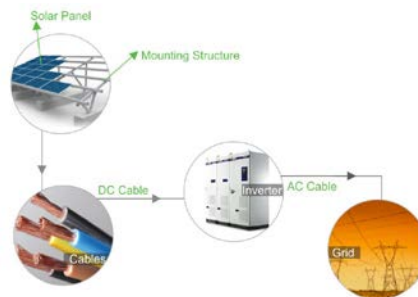 Solar Panel
Mounting Structure
DC Cable
Inverter
AC Cable
Cables
Grid